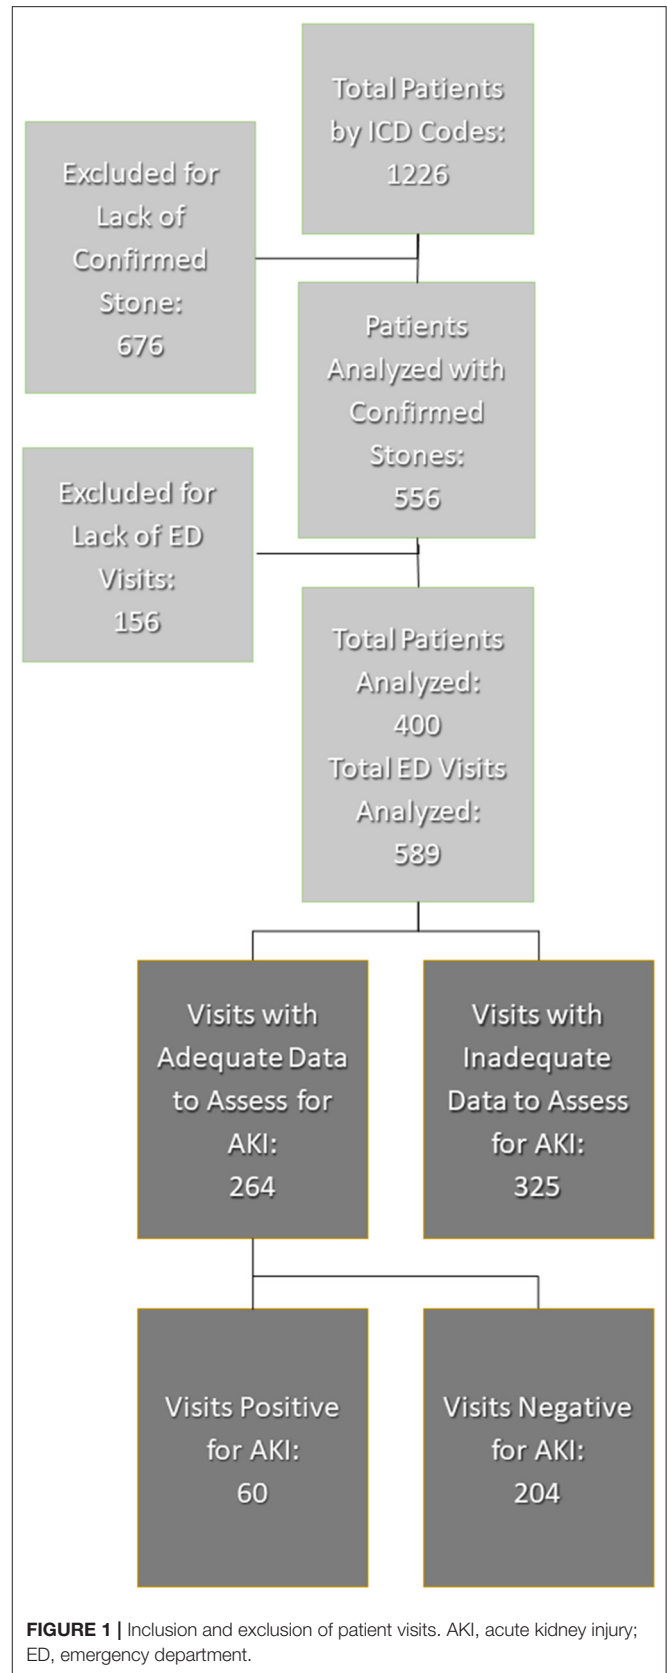 Total Patients
by ICD Codes:
1226
Excluded for
Lack of
Confirmed
Stone:
676
Patients
Analyzed with
Confirmed
Stones:
556
Excluded for
Lack of ED
Visits:
156
Total Patients
Analyzed:
400
Total ED Visits
Analyzed:
589
Visits with
Adequate Data
to Assess for
AKI:
264
Visits with
Inadequate
Data to Assess
for AKI:
325
Visits Positive
for AKI:
60
Visits Negative
for AKI:
204
FIGURE 1 | Inclusion and exclusion of patient visits. AKI, acute kidney injury;
ED, emergency department.